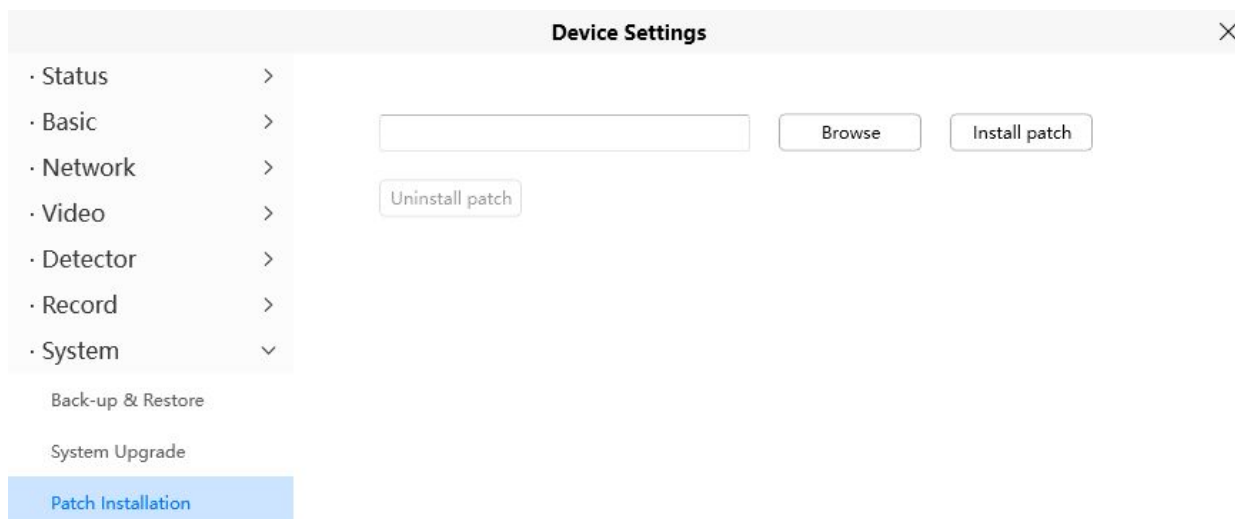 Device Settings
· Status
· Basic
· Network
· Video
· Detector
· Record
· System
Back-up & Restore
System Upgrade
Patch Installation
Browse
Install patch
Uninstall patch